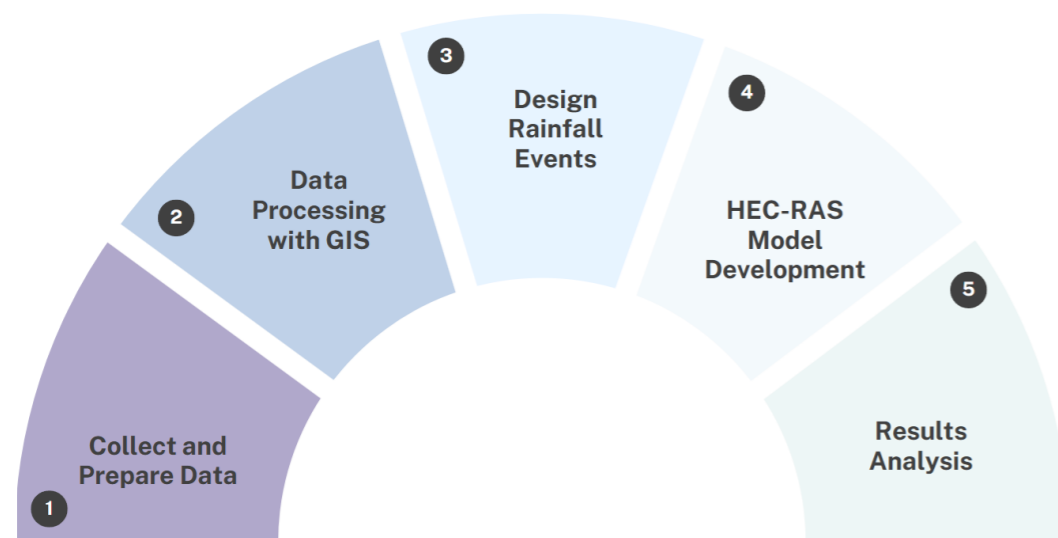 1
Collect and
Prepare Data
2
Data
Processing
with GIS
3
Design
Rainfall
Events
4
HEC-RAS
Model
Development
5
Results
Analysis